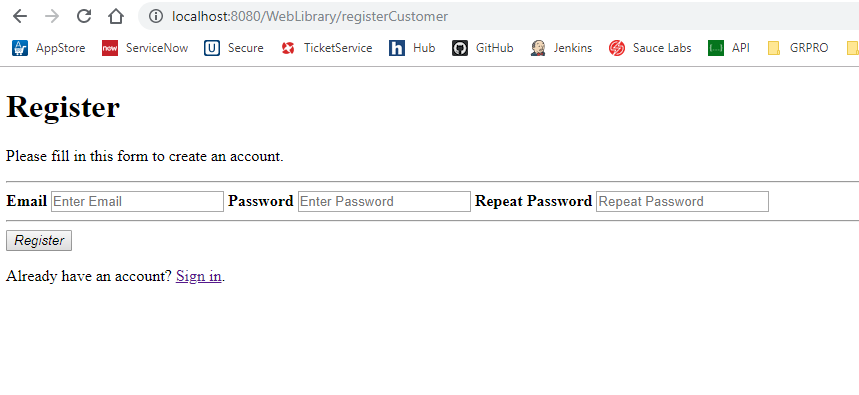 localhost:8080/WebLibrary/registerCustomer
AppStore now ServiceNow U Secure TicketService h Hub GitHub Jenkins Sauce Labs {...} API GRPRO
Register
Please fill in this form to create an account.
Email Enter Email Password Enter Password Repeat Password Repeat Password
Register
Already have an account? Sign in.